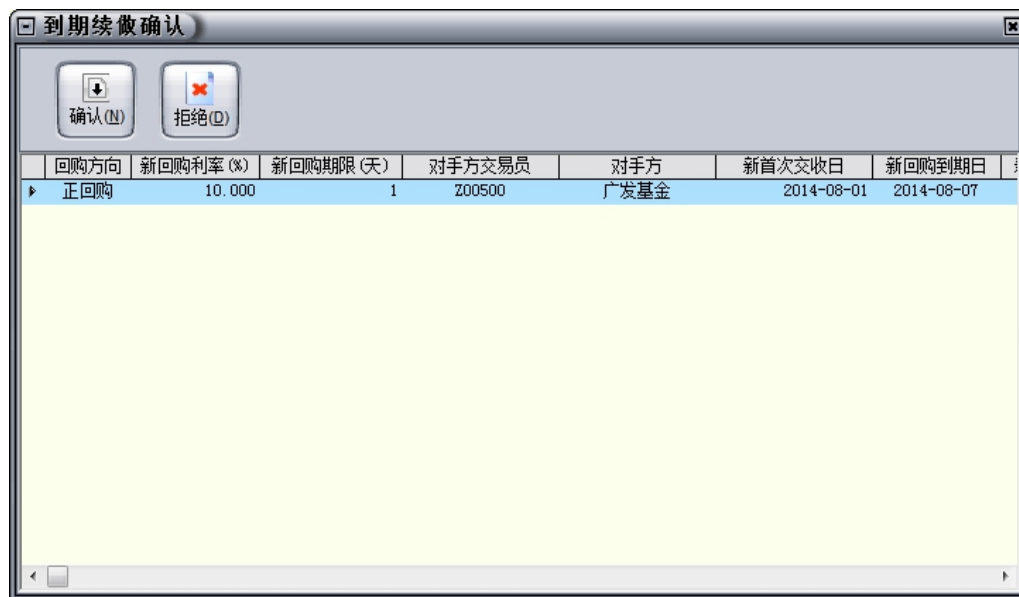 到期续做确认
确认(N) 拒绝(D)
回购方向 新回购利率(%) 新回购期限(天) 对手方交易员 对手方 新首次交收日 新回购到期日
正回购 10.000 1 Z00500 广发基金 2014-08-01 2014-08-07